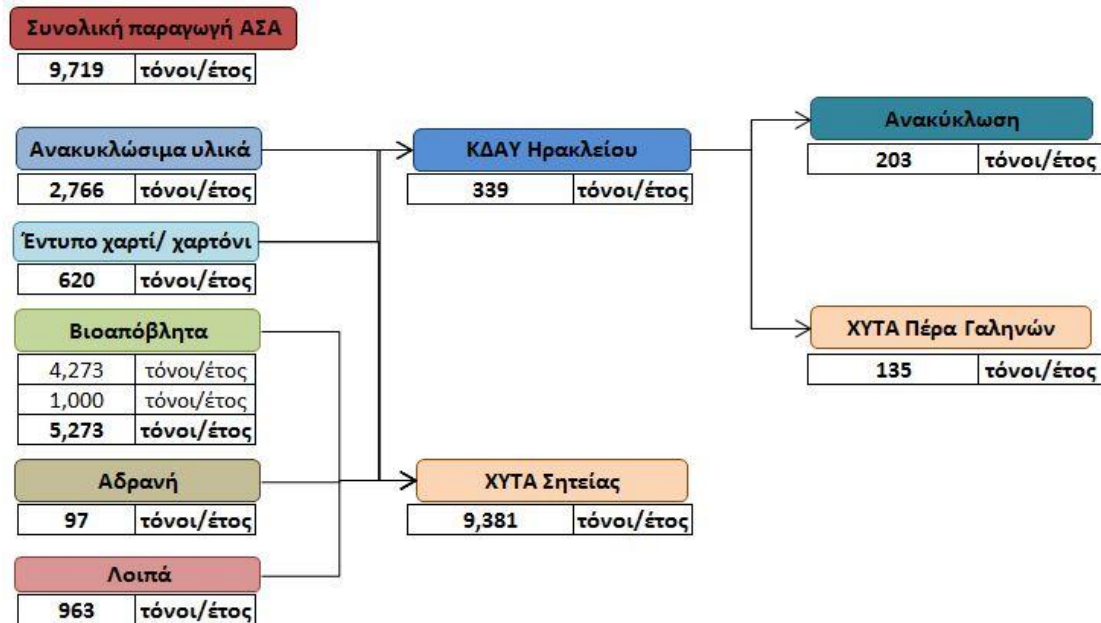 Συνολική παραγωγή ΑΣΑ
9,719 τόνοι/έτος
Ανακυκλώσιμα υλικά
2,766 τόνοι/έτος
Έντυπο χαρτί/ χαρτόνι
620 τόνοι/έτος
Βιοαπόβλητα
4,273 τόνοι/έτος
1,000 τόνοι/έτος
5,273 τόνοι/έτος
Αδρανή
97 τόνοι/έτος
Λοιπά
963 τόνοι/έτος
ΚΔΑΥ Ηρακλείου
339 τόνοι/έτος
ΧΥΤΑ Σητείας
9,381 τόνοι/έτος
Ανακύκλωση
203 τόνοι/έτος
ΧΥΤΑ Πέρα Γαληνών
135 τόνοι/έτος